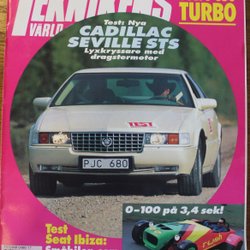 TEKNIKENS
VÄRLD
TURBO
Test: Nya
CADILLAC
SEVILLE STS
Lyxkryssare med
dragstermotor
TEST
PJC 680
0-100 på 3,4 sek!
Test
Seat Ibiza: